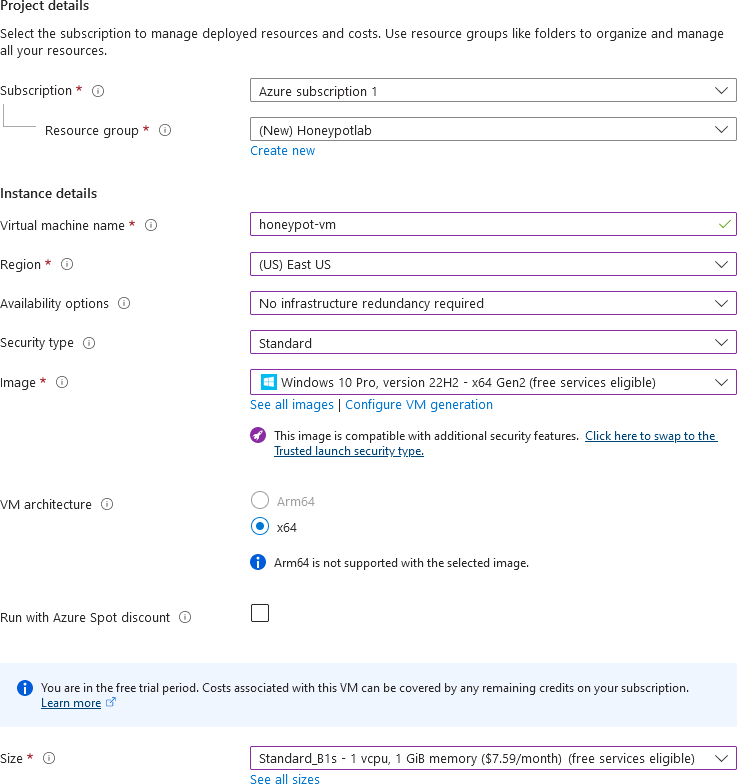 Project details
Select the subscription to manage deployed resources and costs. Use resource groups like folders to organize and manage
all your resources.
Subscription *
Azure subscription 1
Resource group *
(New) Honeypotlab
Create new
Instance details
Virtual machine name *
honeypot-vm
Region *
(US) East US
Availability options
No infrastructure redundancy required
Security type
Standard
Image *
Windows 10 Pro, version 22H2 - x64 Gen2 (free services eligible)
See all images | Configure VM generation
This image is compatible with additional security features. Click here to swap to the
Trusted launch security type.
VM architecture
Arm64
x64
Arm64 is not supported with the selected image.
Run with Azure Spot discount
You are in the free trial period. Costs associated with this VM can be covered by any remaining credits on your subscription.
Learn more
Size *
Standard_B1s - 1 vcpu, 1 GiB memory ($7.59/month) (free services eligible)
See all sizes